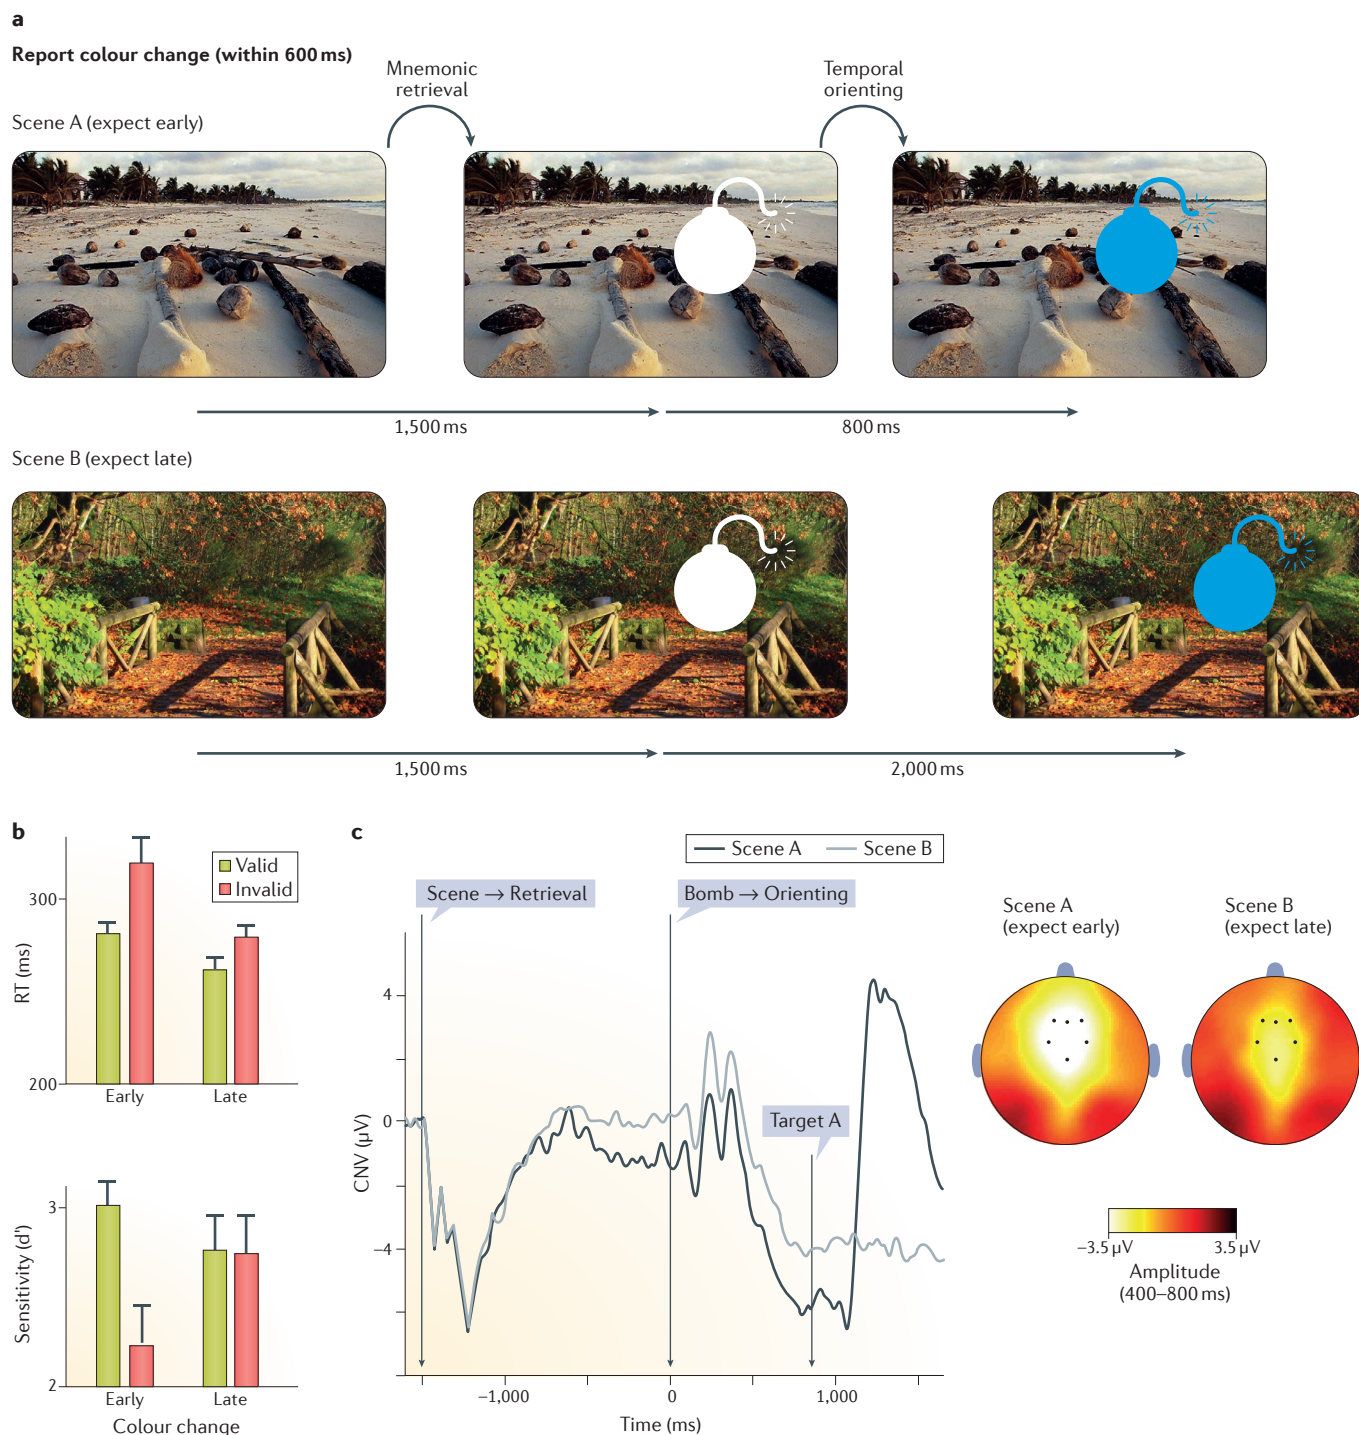 a
Report colour change (within 600 ms)
Mnemonic
retrieval
Temporal
orienting
Scene A (expect early)
1,500 ms
800 ms
Scene B (expect late)
1,500 ms
2,000 ms
b
RT (ms)
300
200
Valid
Invalid
Early
Late
Sensitivity (d')
3
2
Early
Late
Colour change
c
Scene A
Scene B
Scene → Retrieval
Bomb → Orienting
Target A
CNV (μV)
4
0
−4
−1,000
0
1,000
Time (ms)
Scene A
(expect early)
Scene B
(expect late)
−3.5 μV
3.5 μV
Amplitude
(400–800 ms)